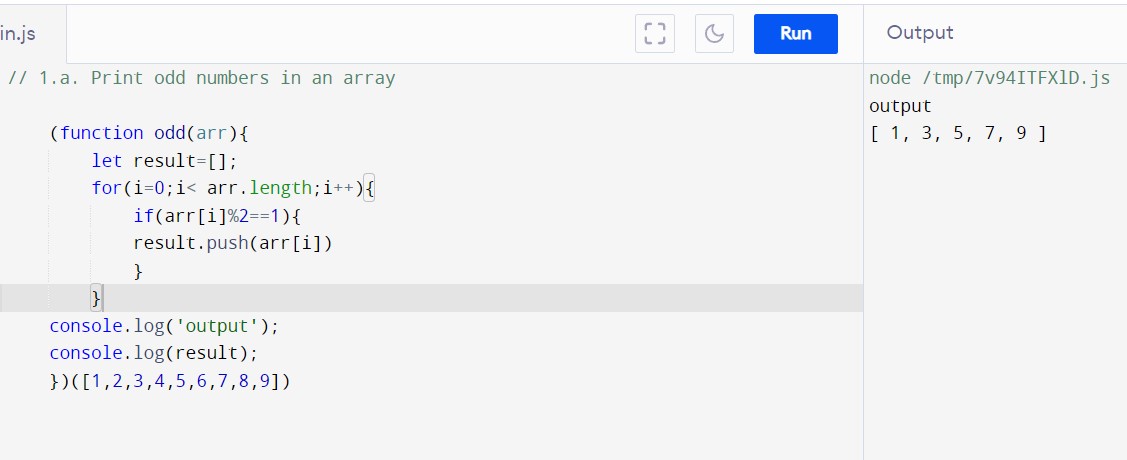 in.js
Run
Output
// 1.a. Print odd numbers in an array
(function odd(arr){
let result=[];
for(i=0;i< arr.length;i++){
if(arr[i]%2==1){
result.push(arr[i])
}
}
console.log('output');
console.log(result);
})([1,2,3,4,5,6,7,8,9])
node /tmp/7v94ITFXlD.js
output
[ 1, 3, 5, 7, 9 ]